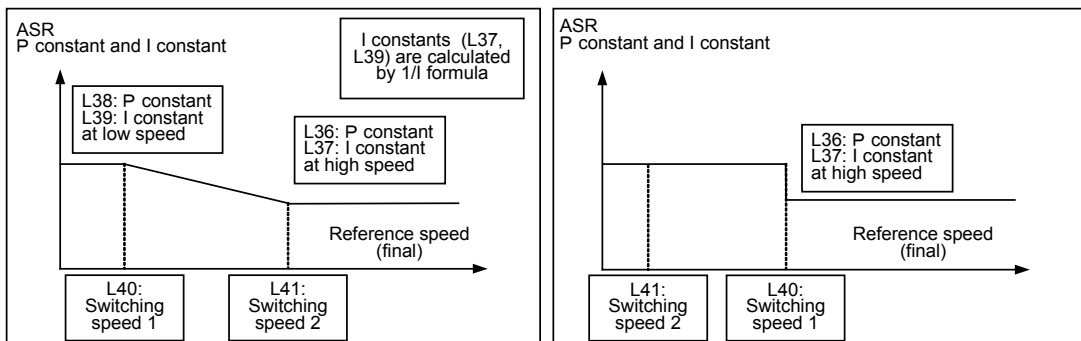 ASR
P constant and I constant
I constants (L37,
L39) are calculated
by 1/I formula
L38: P constant
L39: I constant
at low speed
L36: P constant
L37: I constant
at high speed
Reference speed
(final)
L40:
Switching
speed 1
L41:
Switching
speed 2
ASR
P constant and I constant
L36: P constant
L37: I constant
at high speed
Reference speed
(final)
L41:
Switching
speed 2
L40:
Switching
speed 1